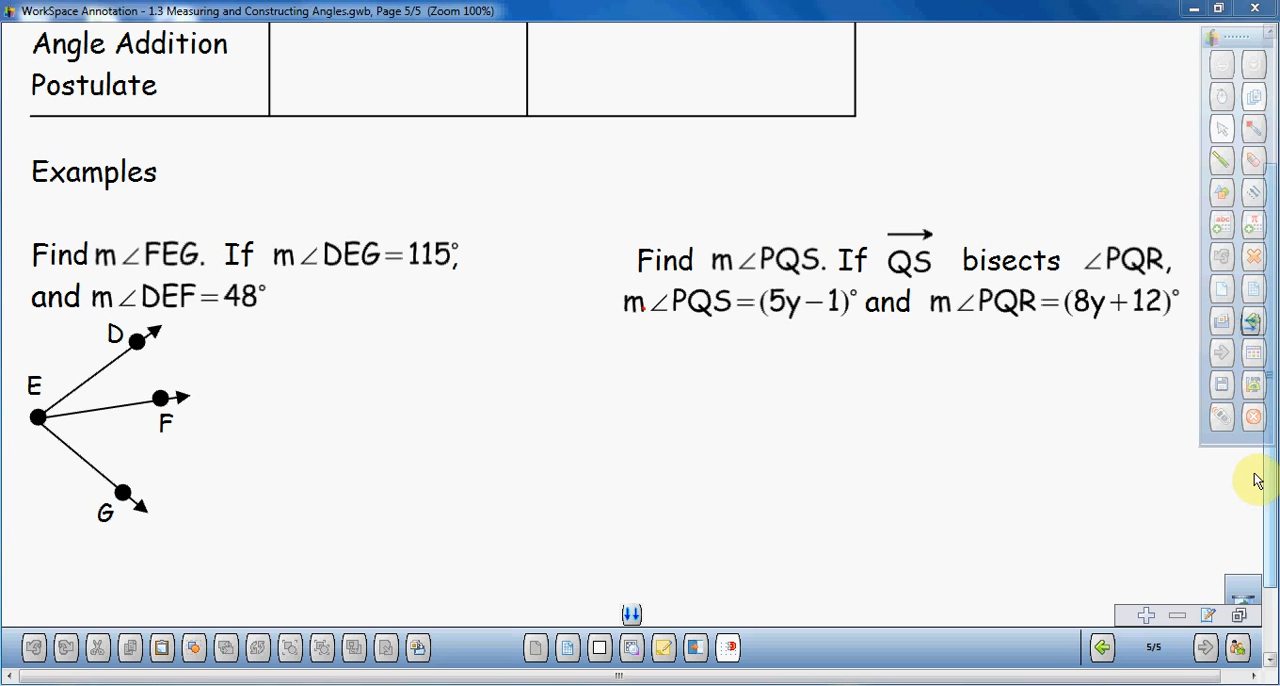 WorkSpace Annotation - 1.3 Measuring and Constructing Angles.gwb, Page 5/5 (Zoom 100%)
Angle Addition
Postulate
Examples
Find m∠FEG. If m∠DEG=115°,
and m∠DEF=48°
Find m∠PQS. If QS bisects ∠PQR,
m∠PQS=(5y−1)° and m∠PQR=(8y+12)°
D
E
F
G
abc
π
5/5